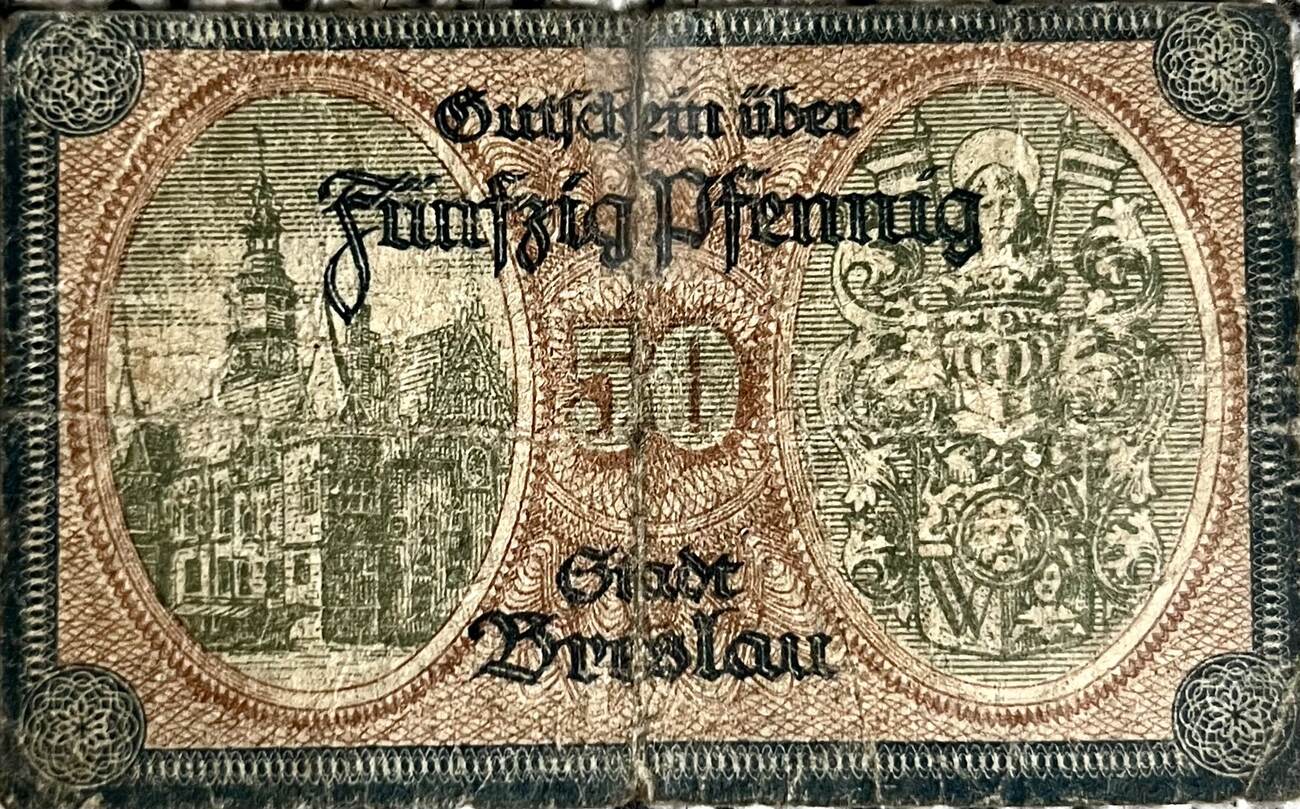 Gutschein über
Fünfzig Pfennig
50
Stadt
Breslau
W